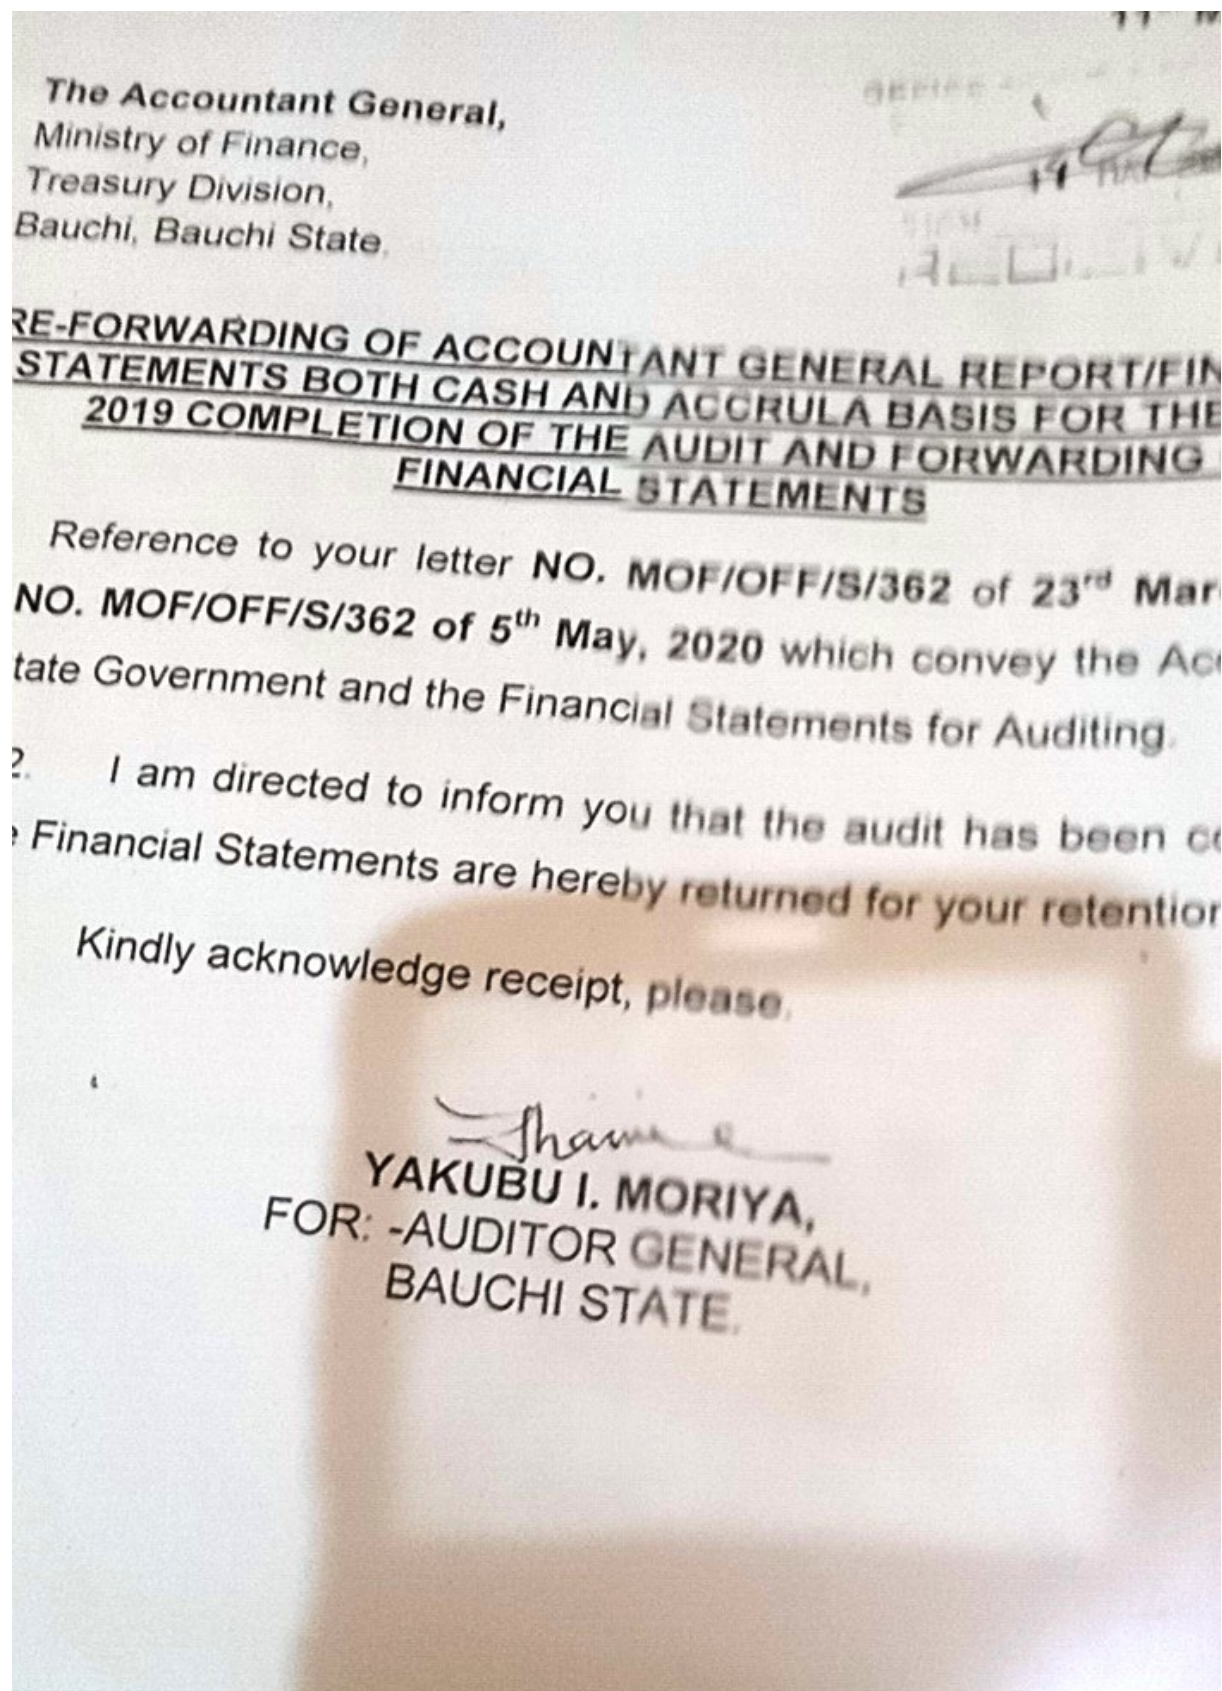 The Accountant General,
Ministry of Finance,
Treasury Division,
Bauchi, Bauchi State.
RE-FORWARDING OF ACCOUNTANT GENERAL REPORT/FIN
STATEMENTS BOTH CASH AND ACCRULA BASIS FOR THE
2019 COMPLETION OF THE AUDIT AND FORWARDING
FINANCIAL STATEMENTS
Reference to your letter NO. MOF/OFF/S/362 of 23rd Mar
NO. MOF/OFF/S/362 of 5th May, 2020 which convey the Acc
tate Government and the Financial Statements for Auditing.
2. I am directed to inform you that the audit has been co
Financial Statements are hereby returned for your retention
Kindly acknowledge receipt, please.
YAKUBU I. MORIYA,
FOR: -AUDITOR GENERAL,
BAUCHI STATE.